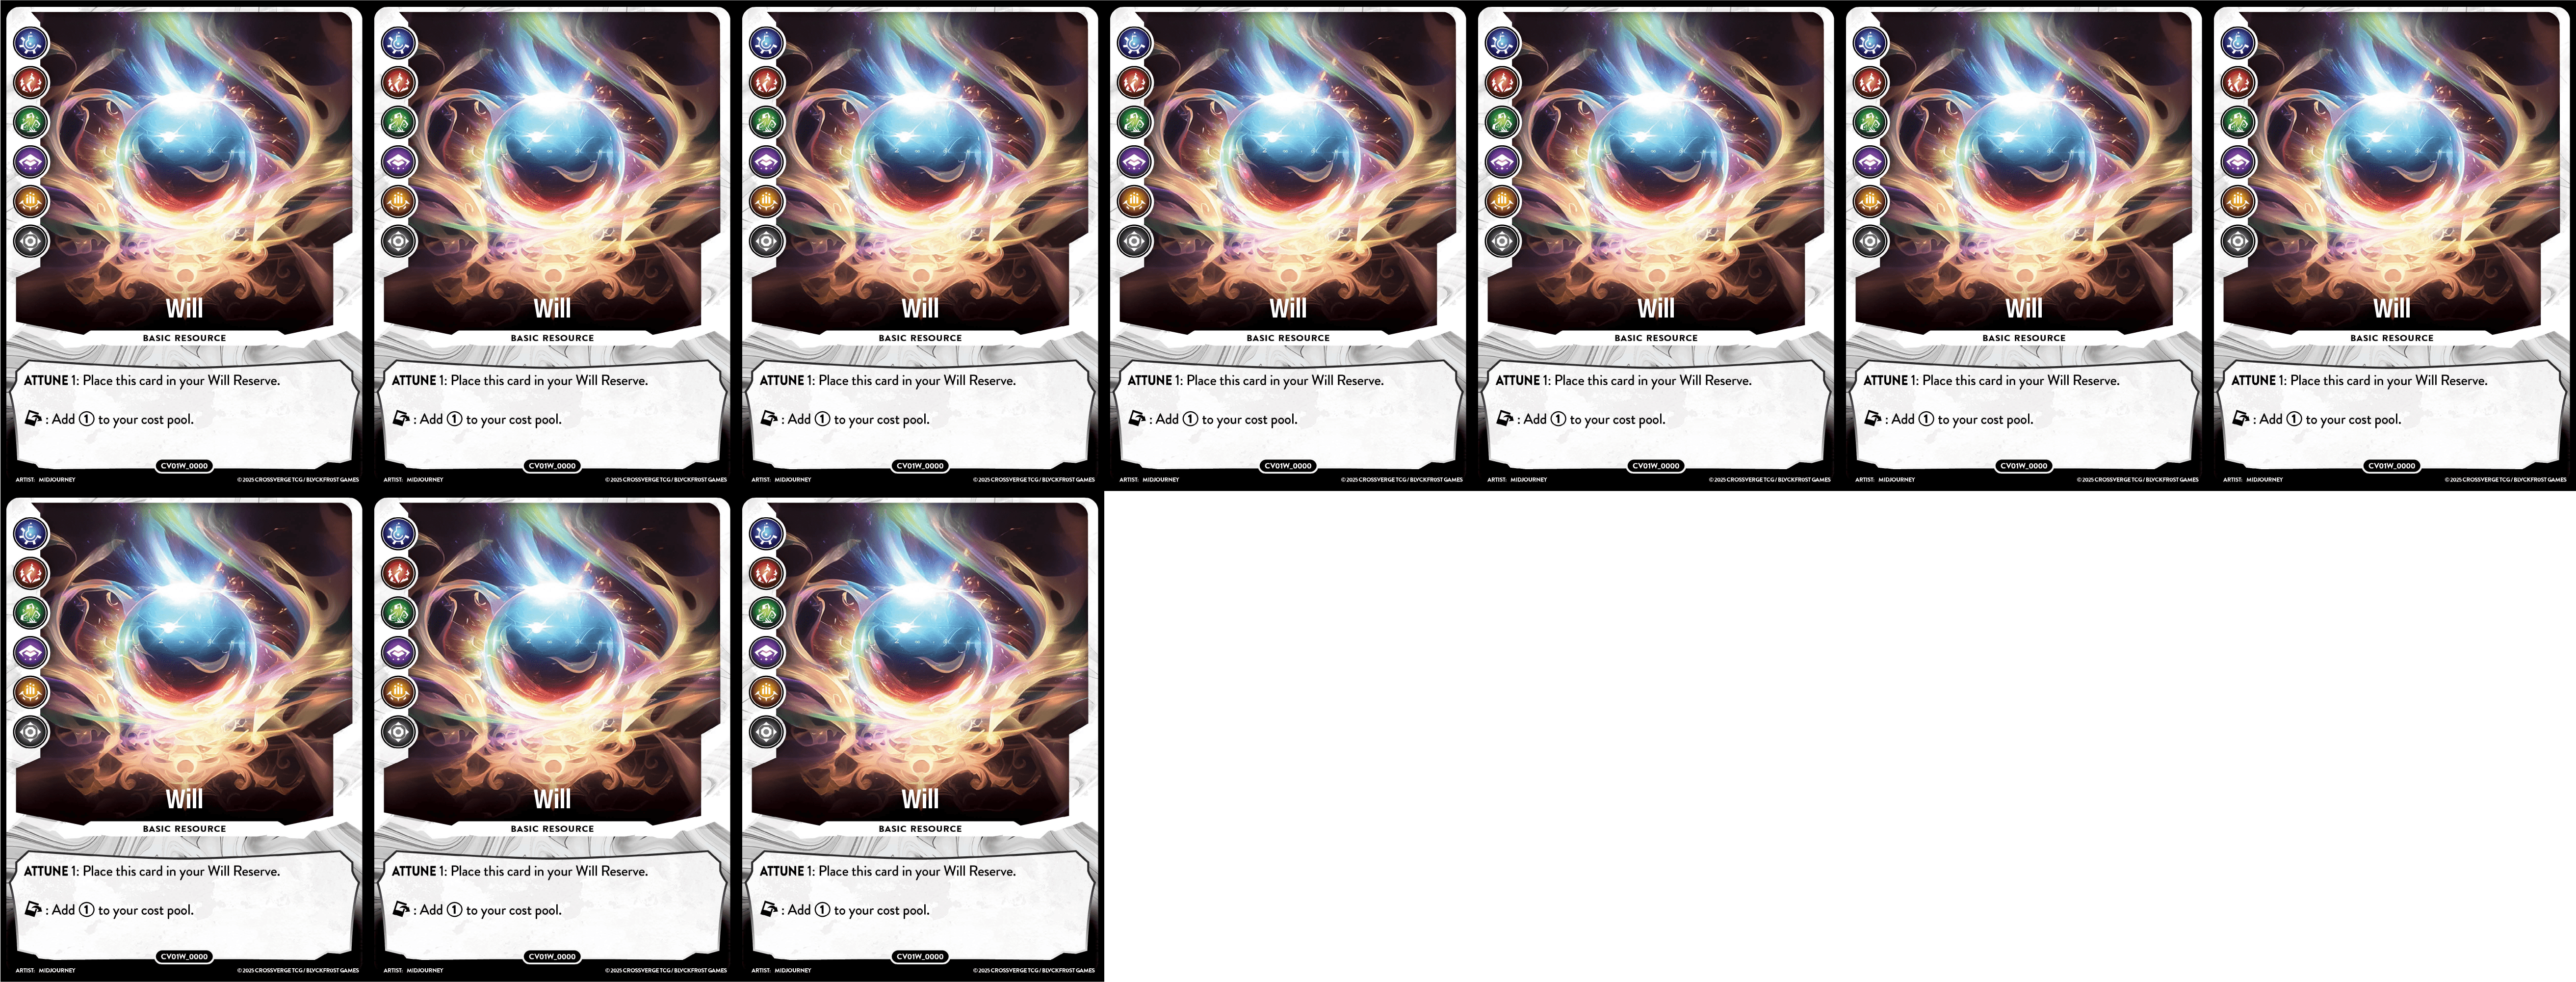 Will Will Will Will Will Will Will
BASIC RESOURCE BASIC RESOURCE BASIC RESOURCE BASIC RESOURCE BASIC RESOURCE BASIC RESOURCE BASIC RESOURCE
ATTUNE 1: Place this card in your Will Reserve. ATTUNE 1: Place this card in your Will Reserve. ATTUNE 1: Place this card in your Will Reserve. ATTUNE 1: Place this card in your Will Reserve. ATTUNE 1: Place this card in your Will Reserve. ATTUNE 1: Place this card in your Will Reserve. ATTUNE 1: Place this card in your Will Reserve.
: Add 1 to your cost pool. : Add 1 to your cost pool. : Add 1 to your cost pool. : Add 1 to your cost pool. : Add 1 to your cost pool. : Add 1 to your cost pool. : Add 1 to your cost pool.
CV01W_0000 CV01W_0000 CV01W_0000 CV01W_0000 CV01W_0000 CV01W_0000 CV01W_0000
ARTIST: MIDJOURNEY © 2025 CROSSVERGE TCG / BLVCKFR0ST GAMES ARTIST: MIDJOURNEY © 2025 CROSSVERGE TCG / BLVCKFR0ST GAMES ARTIST: MIDJOURNEY © 2025 CROSSVERGE TCG / BLVCKFR0ST GAMES ARTIST: MIDJOURNEY © 2025 CROSSVERGE TCG / BLVCKFR0ST GAMES ARTIST: MIDJOURNEY © 2025 CROSSVERGE TCG / BLVCKFR0ST GAMES ARTIST: MIDJOURNEY © 2025 CROSSVERGE TCG / BLVCKFR0ST GAMES ARTIST: MIDJOURNEY © 2025 CROSSVERGE TCG / BLVCKFR0ST GAMES
Will Will Will
BASIC RESOURCE BASIC RESOURCE BASIC RESOURCE
ATTUNE 1: Place this card in your Will Reserve. ATTUNE 1: Place this card in your Will Reserve. ATTUNE 1: Place this card in your Will Reserve.
: Add 1 to your cost pool. : Add 1 to your cost pool. : Add 1 to your cost pool.
CV01W_0000 CV01W_0000 CV01W_0000
ARTIST: MIDJOURNEY © 2025 CROSSVERGE TCG / BLVCKFR0ST GAMES ARTIST: MIDJOURNEY © 2025 CROSSVERGE TCG / BLVCKFR0ST GAMES ARTIST: MIDJOURNEY © 2025 CROSSVERGE TCG / BLVCKFR0ST GAMES